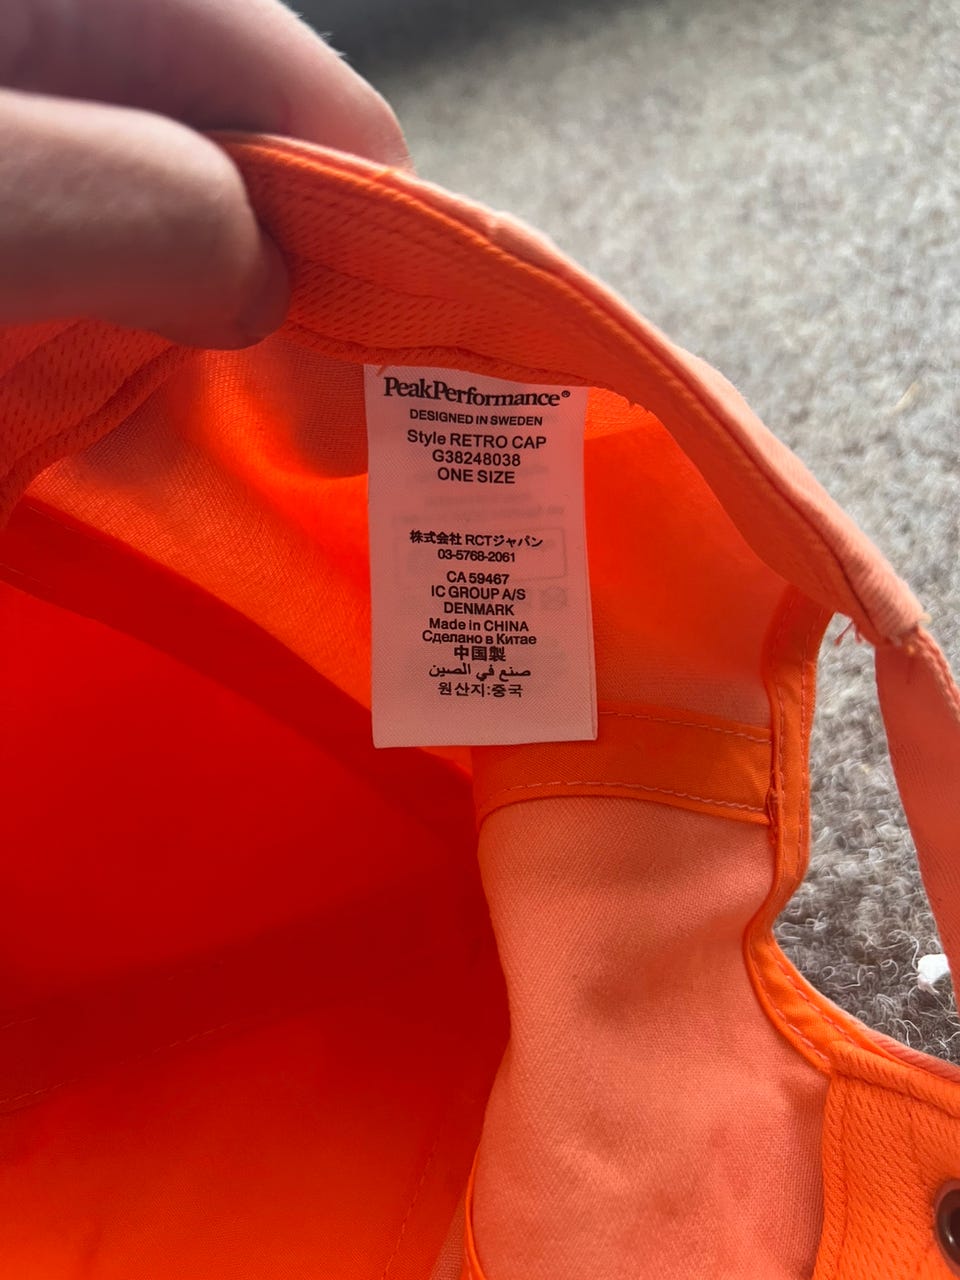 PeakPerformance®
DESIGNED IN SWEDEN
Style RETRO CAP
G38248038
ONE SIZE
株式会社 RCTジャパン
03-5768-2061
CA 59467
IC GROUP A/S
DENMARK
Made in CHINA
Сделано в Китае
中国製
صنع في الصين
원산지:중국